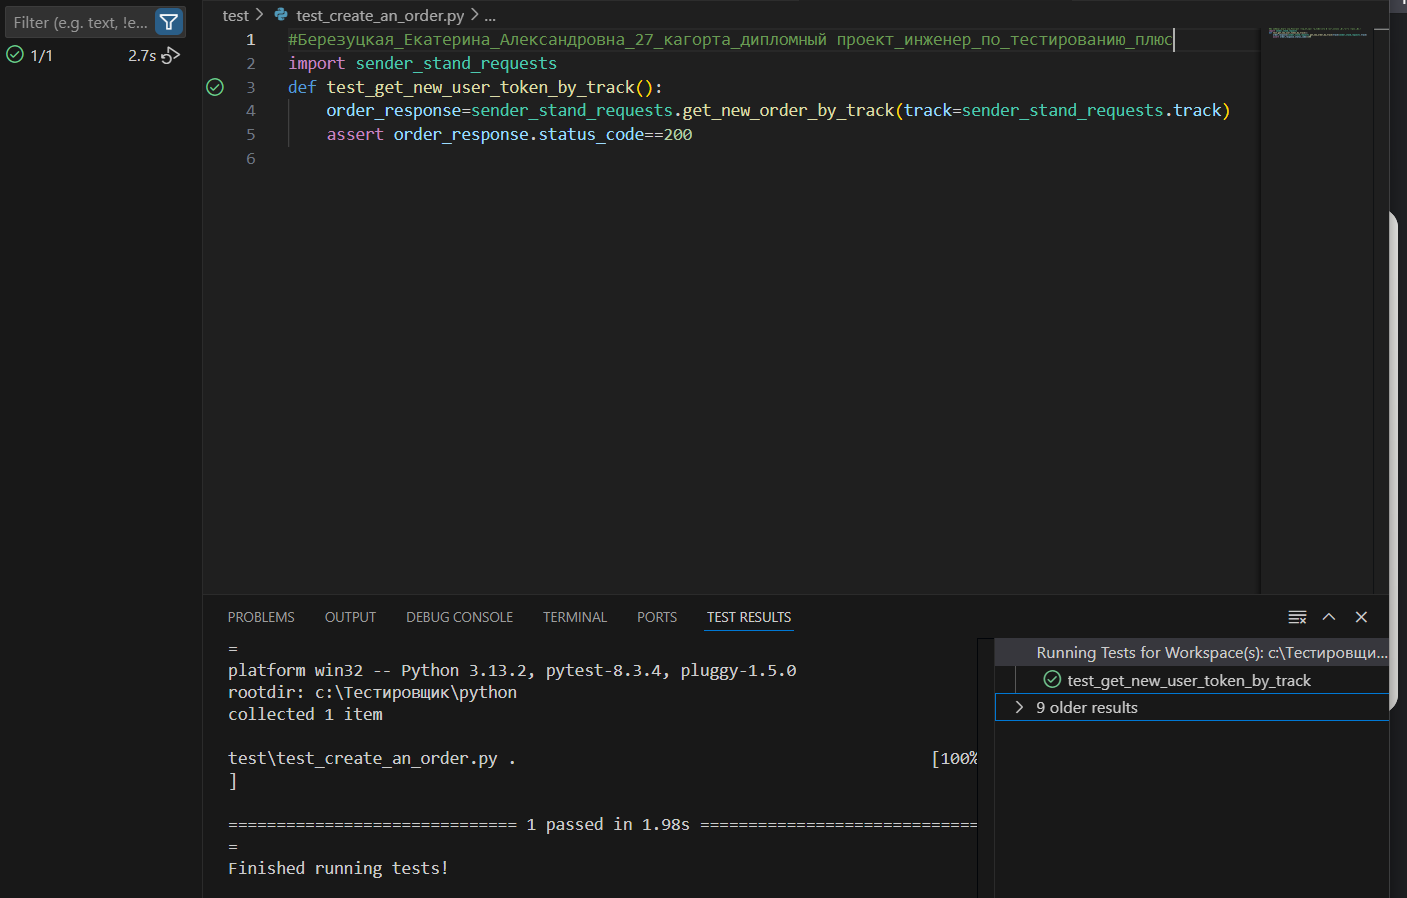 Filter (e.g. text, !e...
1/1
2.7s
test > test_create_an_order.py > ...
1 #Березуцкая_Екатерина_Александровна_27_кагорта_дипломный проект_инженер_по_тестированию_плюс
2 import sender_stand_requests
3 def test_get_new_user_token_by_track():
4 order_response=sender_stand_requests.get_new_order_by_track(track=sender_stand_requests.track)
5 assert order_response.status_code==200
6
PROBLEMS OUTPUT DEBUG CONSOLE TERMINAL PORTS TEST RESULTS
=
platform win32 -- Python 3.13.2, pytest-8.3.4, pluggy-1.5.0
rootdir: c:\Тестировщик\python
collected 1 item
test\test_create_an_order.py . [100%
]
============================== 1 passed in 1.98s =============================
=
Finished running tests!
Running Tests for Workspace(s): c:\Тестировщи...
test_get_new_user_token_by_track
9 older results